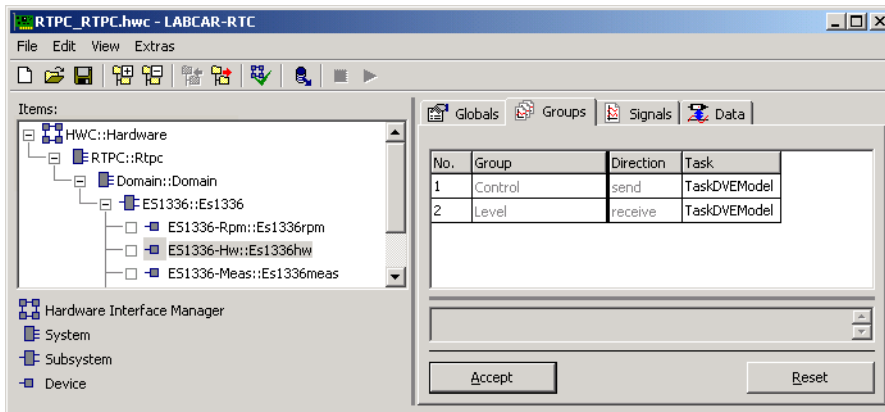 RTPC_RTPC.hwc - LABCAR-RTC
File Edit View Extras
Items:
HWC::Hardware
RTPC::Rtpc
Domain::Domain
ES1336::Es1336
ES1336-Rpm::Es1336rpm
ES1336-Hw::Es1336hw
ES1336-Meas::Es1336meas
Hardware Interface Manager
System
Subsystem
Device
Globals Groups Signals Data
No. Group Direction Task
1 Control send TaskDVEModel
2 Level receive TaskDVEModel
Accept Reset